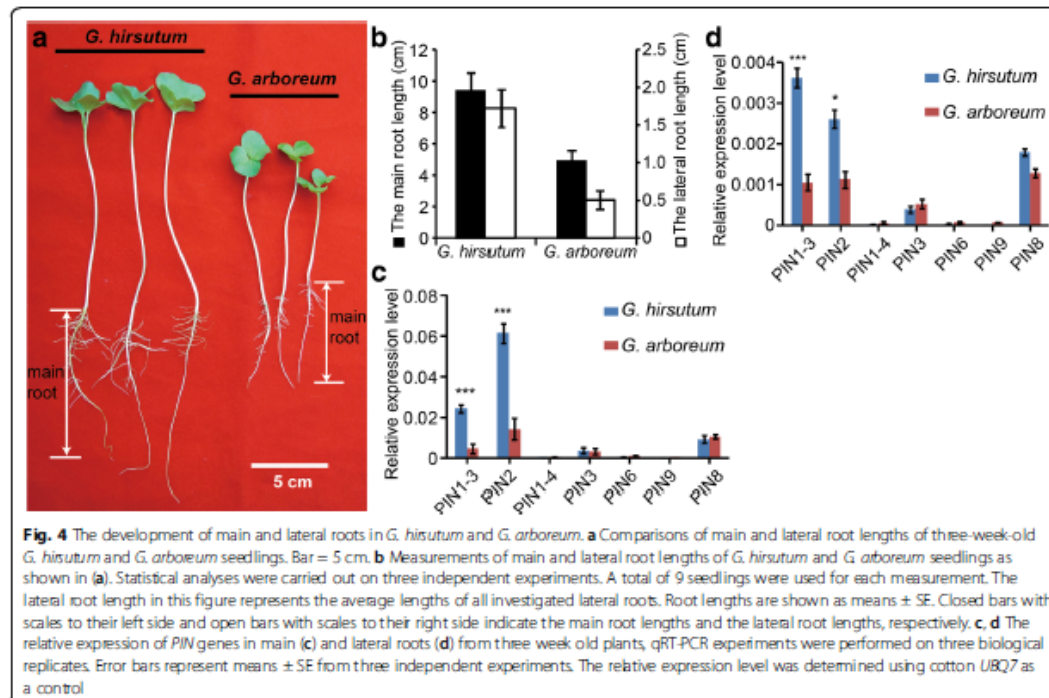 a
G. hirsutum
G. arboreum
main
root
main
root
5 cm
b
The main root length (cm)
12
10
8
6
4
2
0
2.5
2.0
1.5
1.0
0.5
0
The lateral root length (cm)
G. hirsutum
G. arboreum
c
Relative expression level
0.08
0.06
0.04
0.02
0
***
***
G. hirsutum
G. arboreum
PIN1-3
PIN2
PIN1-4
PIN3
PIN6
PIN9
PIN8
d
Relative expression level
0.004
0.003
0.002
0.001
0
***
*
G. hirsutum
G. arboreum
PIN1-3
PIN2
PIN1-4
PIN3
PIN6
PIN9
PIN8
Fig. 4 The development of main and lateral roots in G. hirsutum and G. arboreum. a Comparisons of main and lateral root lengths of three-week-old
G. hirsutum and G. arboreum seedlings. Bar = 5 cm. b Measurements of main and lateral root lengths of G. hirsutum and G. arboreum seedlings as
shown in (a). Statistical analyses were carried out on three independent experiments. A total of 9 seedlings were used for each measurement. The
lateral root length in this figure represents the average lengths of all investigated lateral roots. Root lengths are shown as means ± SE. Closed bars with
scales to their left side and open bars with scales to their right side indicate the main root lengths and the lateral root lengths, respectively. c, d The
relative expression of PIN genes in main (c) and lateral roots (d) from three week old plants, qRT-PCR experiments were performed on three biological
replicates. Error bars represent means ± SE from three independent experiments. The relative expression level was determined using cotton UBQ7 as
a control